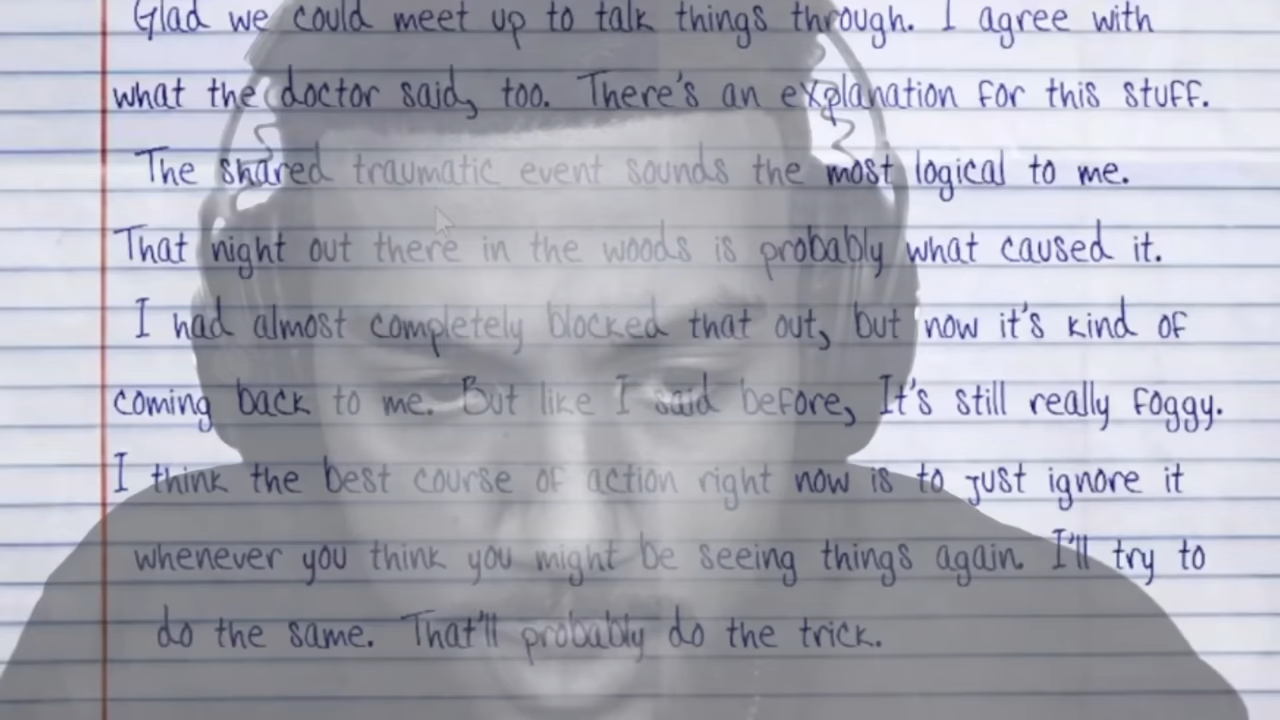 Glad we could meet up to talk things through. I agree with
what the doctor said, too. There's an explanation for this stuff.
The shared traumatic event sounds the most logical to me.
That night out there in the woods is probably what caused it.
I had almost completely blocked that out, but now it's kind of
coming back to me. But like I said before, It's still really foggy.
I think the best course of action right now is to just ignore it
whenever you think you might be seeing things again. I'll try to
do the same. That'll probably do the trick.